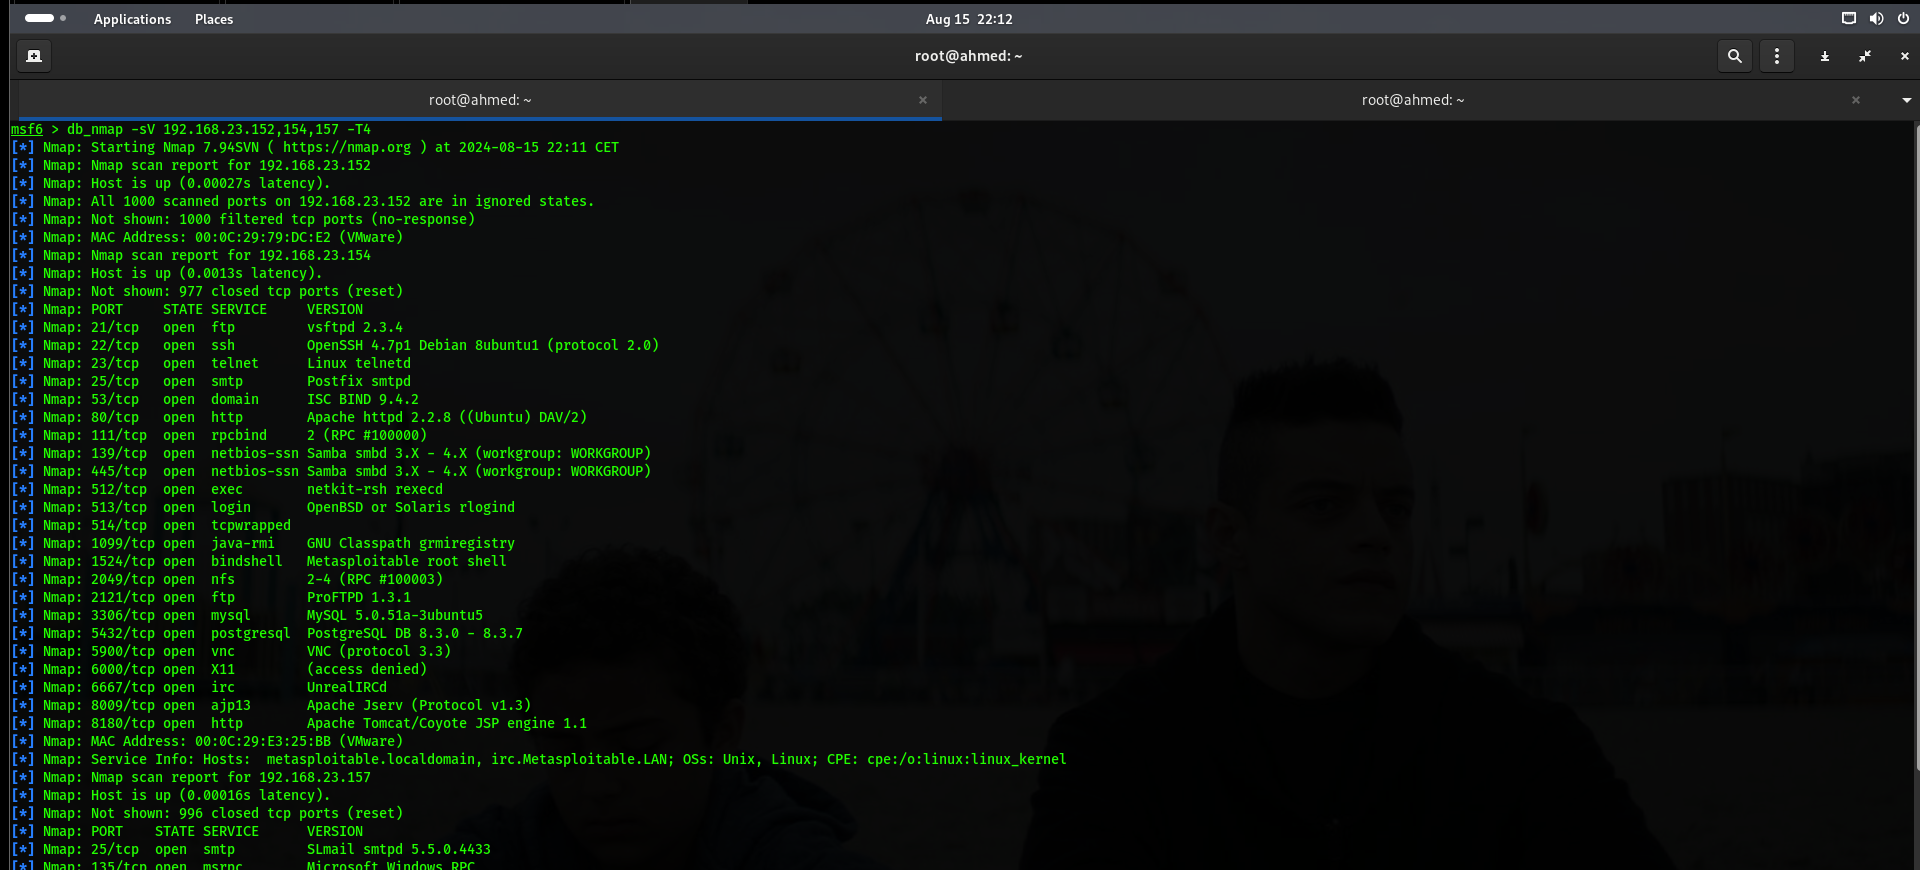 Applications Places Aug 15 22:12
root@ahmed: ~
root@ahmed: ~ root@ahmed: ~
msf6 > db_nmap -sV 192.168.23.152,154,157 -T4
[*] Nmap: Starting Nmap 7.94SVN ( https://nmap.org ) at 2024-08-15 22:11 CET
[*] Nmap: Nmap scan report for 192.168.23.152
[*] Nmap: Host is up (0.00027s latency).
[*] Nmap: All 1000 scanned ports on 192.168.23.152 are in ignored states.
[*] Nmap: Not shown: 1000 filtered tcp ports (no-response)
[*] Nmap: MAC Address: 00:0C:29:79:DC:E2 (VMware)
[*] Nmap: Nmap scan report for 192.168.23.154
[*] Nmap: Host is up (0.0013s latency).
[*] Nmap: Not shown: 977 closed tcp ports (reset)
[*] Nmap: PORT     STATE SERVICE     VERSION
[*] Nmap: 21/tcp   open  ftp         vsftpd 2.3.4
[*] Nmap: 22/tcp   open  ssh         OpenSSH 4.7p1 Debian 8ubuntu1 (protocol 2.0)
[*] Nmap: 23/tcp   open  telnet      Linux telnetd
[*] Nmap: 25/tcp   open  smtp        Postfix smtpd
[*] Nmap: 53/tcp   open  domain      ISC BIND 9.4.2
[*] Nmap: 80/tcp   open  http        Apache httpd 2.2.8 ((Ubuntu) DAV/2)
[*] Nmap: 111/tcp  open  rpcbind     2 (RPC #100000)
[*] Nmap: 139/tcp  open  netbios-ssn Samba smbd 3.X - 4.X (workgroup: WORKGROUP)
[*] Nmap: 445/tcp  open  netbios-ssn Samba smbd 3.X - 4.X (workgroup: WORKGROUP)
[*] Nmap: 512/tcp  open  exec        netkit-rsh rexecd
[*] Nmap: 513/tcp  open  login       OpenBSD or Solaris rlogind
[*] Nmap: 514/tcp  open  tcpwrapped
[*] Nmap: 1099/tcp open  java-rmi    GNU Classpath grmiregistry
[*] Nmap: 1524/tcp open  bindshell   Metasploitable root shell
[*] Nmap: 2049/tcp open  nfs         2-4 (RPC #100003)
[*] Nmap: 2121/tcp open  ftp         ProFTPD 1.3.1
[*] Nmap: 3306/tcp open  mysql       MySQL 5.0.51a-3ubuntu5
[*] Nmap: 5432/tcp open  postgresql  PostgreSQL DB 8.3.0 - 8.3.7
[*] Nmap: 5900/tcp open  vnc         VNC (protocol 3.3)
[*] Nmap: 6000/tcp open  X11         (access denied)
[*] Nmap: 6667/tcp open  irc         UnrealIRCd
[*] Nmap: 8009/tcp open  ajp13       Apache Jserv (Protocol v1.3)
[*] Nmap: 8180/tcp open  http        Apache Tomcat/Coyote JSP engine 1.1
[*] Nmap: MAC Address: 00:0C:29:E3:25:BB (VMware)
[*] Nmap: Service Info: Hosts:  metasploitable.localdomain, irc.Metasploitable.LAN; OSs: Unix, Linux; CPE: cpe:/o:linux:linux_kernel
[*] Nmap: Nmap scan report for 192.168.23.157
[*] Nmap: Host is up (0.00016s latency).
[*] Nmap: Not shown: 996 closed tcp ports (reset)
[*] Nmap: PORT    STATE SERVICE      VERSION
[*] Nmap: 25/tcp  open  smtp         SLmail smtpd 5.5.0.4433
[*] Nmap: 135/tcp open  msrpc        Microsoft Windows RPC